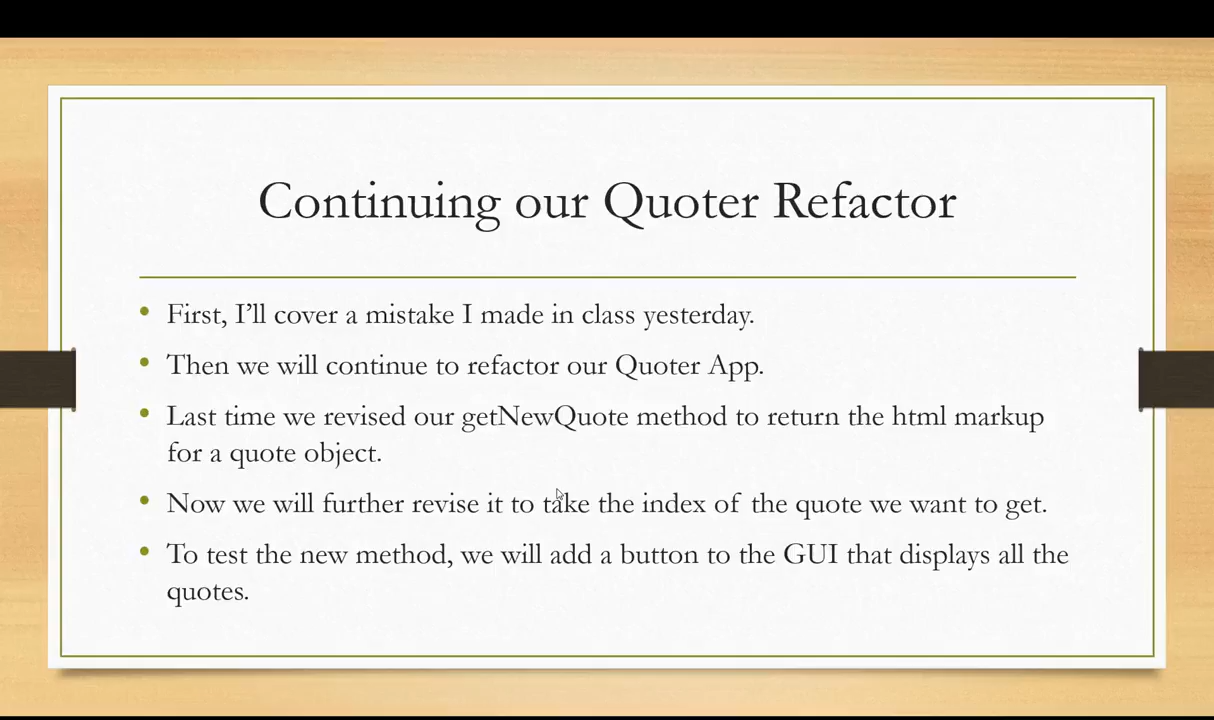 Continuing our Quoter Refactor
• First, I’ll cover a mistake I made in class yesterday.
• Then we will continue to refactor our Quoter App.
• Last time we revised our getNewQuote method to return the html markup
for a quote object.
• Now we will further revise it to take the index of the quote we want to get.
• To test the new method, we will add a button to the GUI that displays all the
quotes.